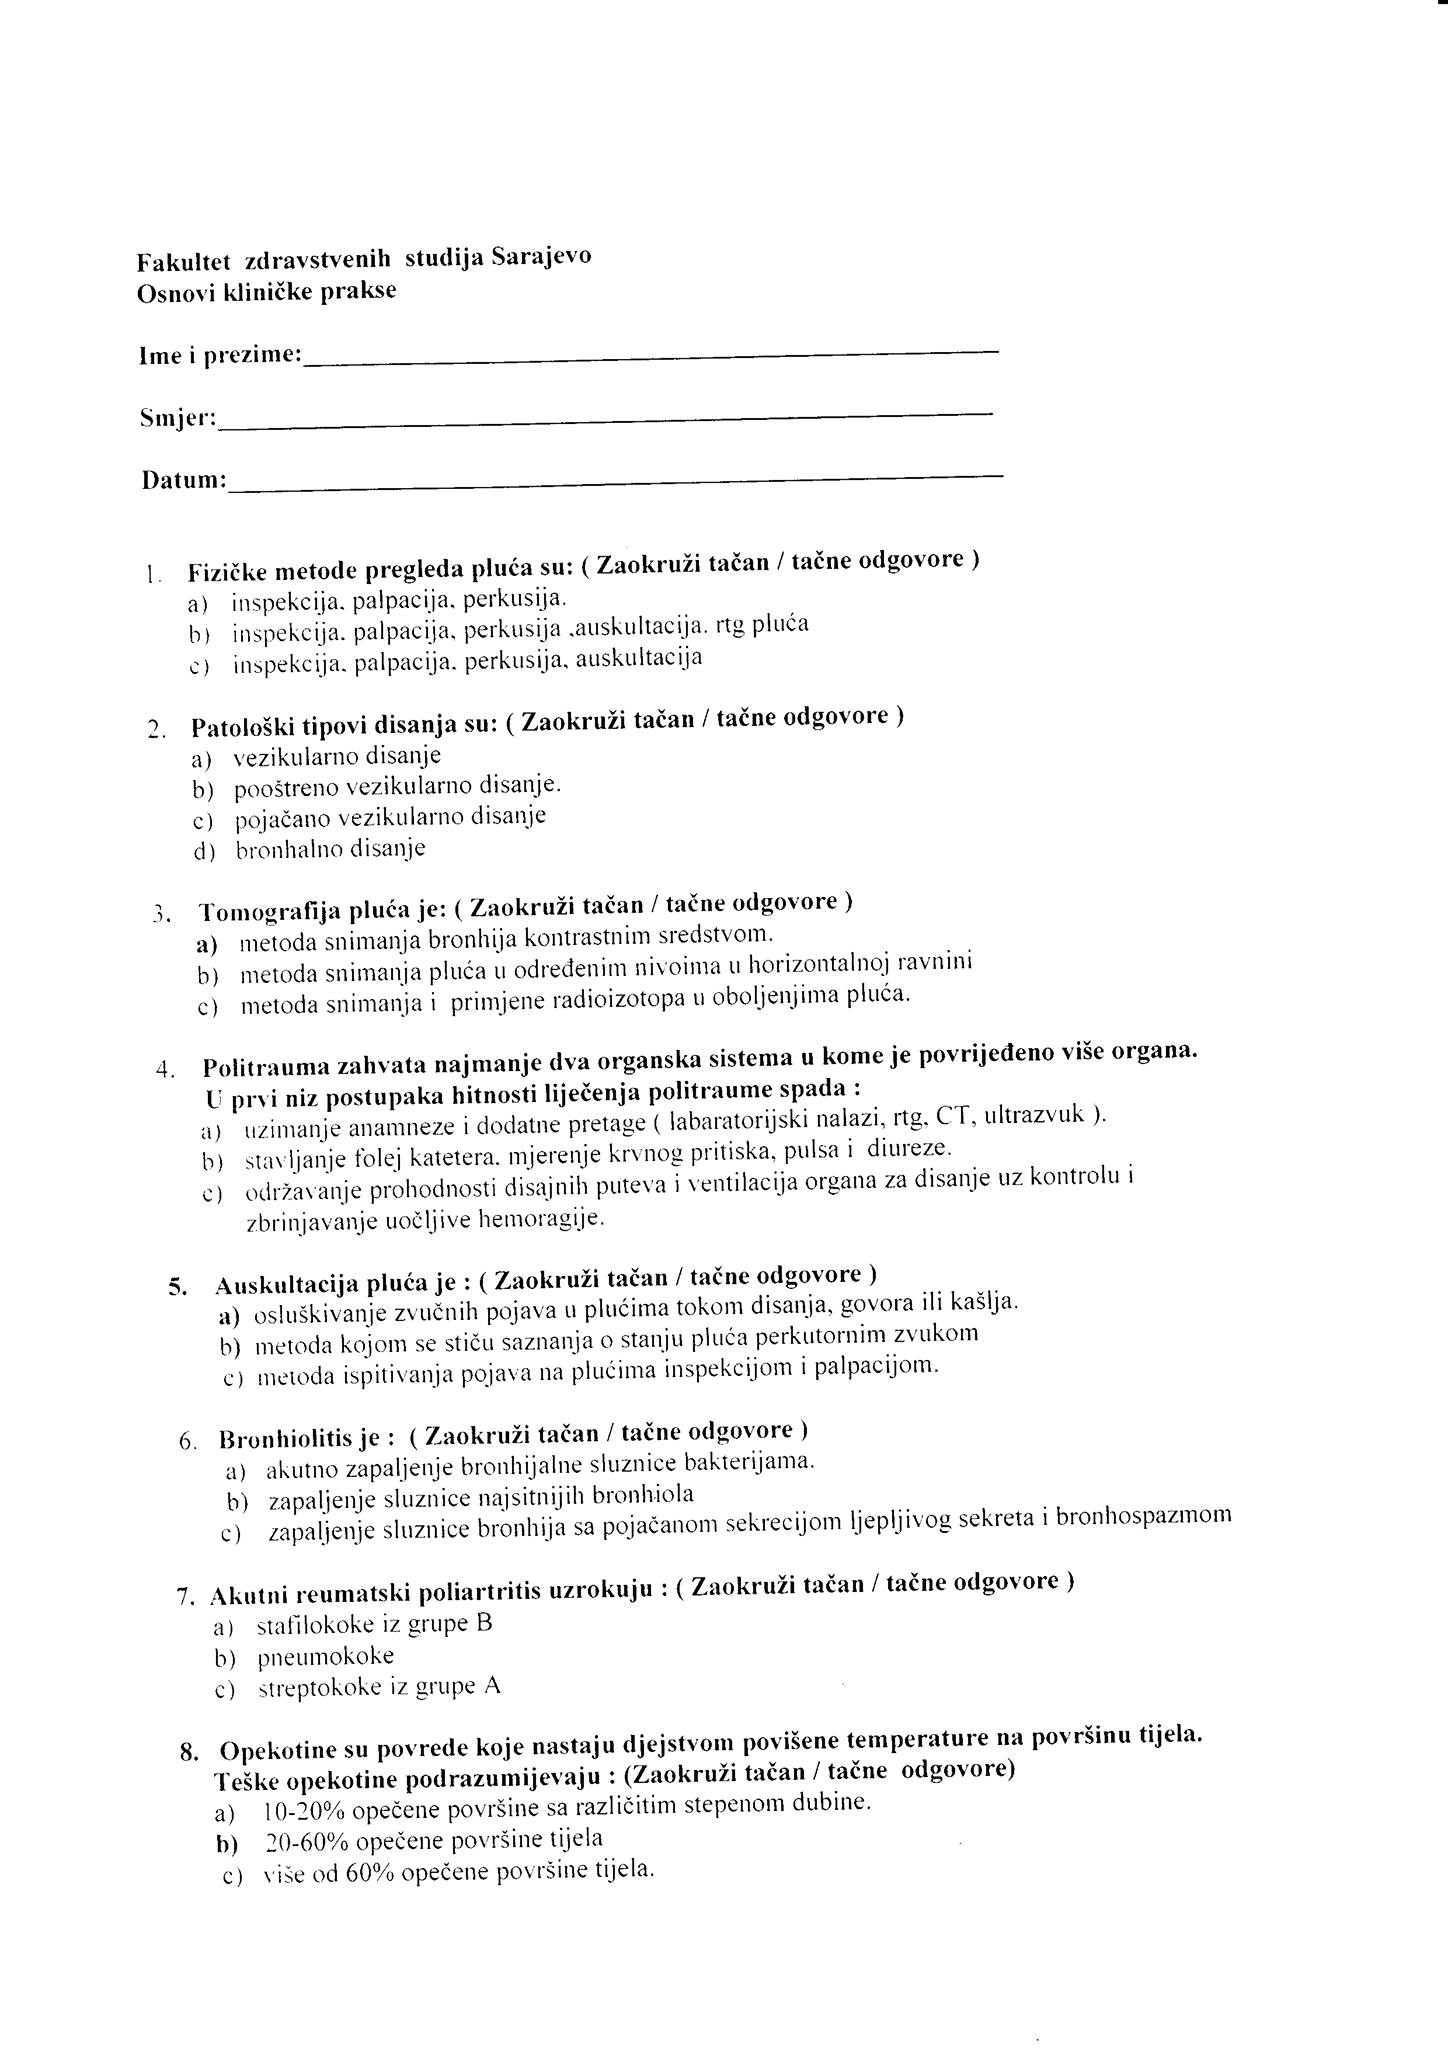 Fakultet zdravstvenih studija Sarajevo
Osnovi kliničke prakse
Ime i prezime:
Smjer:
Datum:
1. Fizičke metode pregleda pluća su: ( Zaokruži tačan / tačne odgovore )
a) inspekcija. palpacija. perkusija.
b) inspekcija. palpacija, perkusija ,auskultacija. rtg pluća
c) inspekcija. palpacija. perkusija, auskultacija
2. Patološki tipovi disanja su: ( Zaokruži tačan / tačne odgovore )
a) vezikularno disanje
b) pooštreno vezikularno disanje.
c) pojačano vezikularno disanje
d) bronhalno disanje
3. Tomografija pluća je: ( Zaokruži tačan / tačne odgovore )
a) metoda snimanja bronhija kontrastnim sredstvom.
b) metoda snimanja pluća u određenim nivoima u horizontalnoj ravnini
c) metoda snimanja i primjene radioizotopa u oboljenjima pluća.
4. Politrauma zahvata najmanje dva organska sistema u kome je povrijeđeno više organa.
U prvi niz postupaka hitnosti liječenja politraume spada :
a) uzimanje anamneze i dodatne pretage ( labaratorijski nalazi, rtg, CT, ultrazvuk ).
b) stavljanje folej katetera. mjerenje krvnog pritiska, pulsa i diureze.
c) održavanje prohodnosti disajnih puteva i ventilacija organa za disanje uz kontrolu i
zbrinjavanje uočljive hemoragije.
5. Auskultacija pluća je : ( Zaokruži tačan / tačne odgovore )
a) osluškivanje zvučnih pojava u plućima tokom disanja, govora ili kašlja.
b) metoda kojom se stiču saznanja o stanju pluća perkutornim zvukom
c) metoda ispitivanja pojava na plućima inspekcijom i palpacijom.
6. Bronhiolitis je : ( Zaokruži tačan / tačne odgovore )
a) akutno zapaljenje bronhijalne sluznice bakterijama.
b) zapaljenje sluznice najsitnijih bronhiola
c) zapaljenje sluznice bronhija sa pojačanom sekrecijom ljepljivog sekreta i bronhospazmom
7. Akutni reumatski poliartritis uzrokuju : ( Zaokruži tačan / tačne odgovore )
a) stafilokoke iz grupe B
b) pneumokoke
c) streptokoke iz grupe A
8. Opekotine su povrede koje nastaju djejstvom povišene temperature na površinu tijela.
Teške opekotine podrazumijevaju : (Zaokruži tačan / tačne odgovore)
a) 10-20% opečene površine sa različitim stepenom dubine.
b) 20-60% opečene površine tijela
c) više od 60% opečene površine tijela.